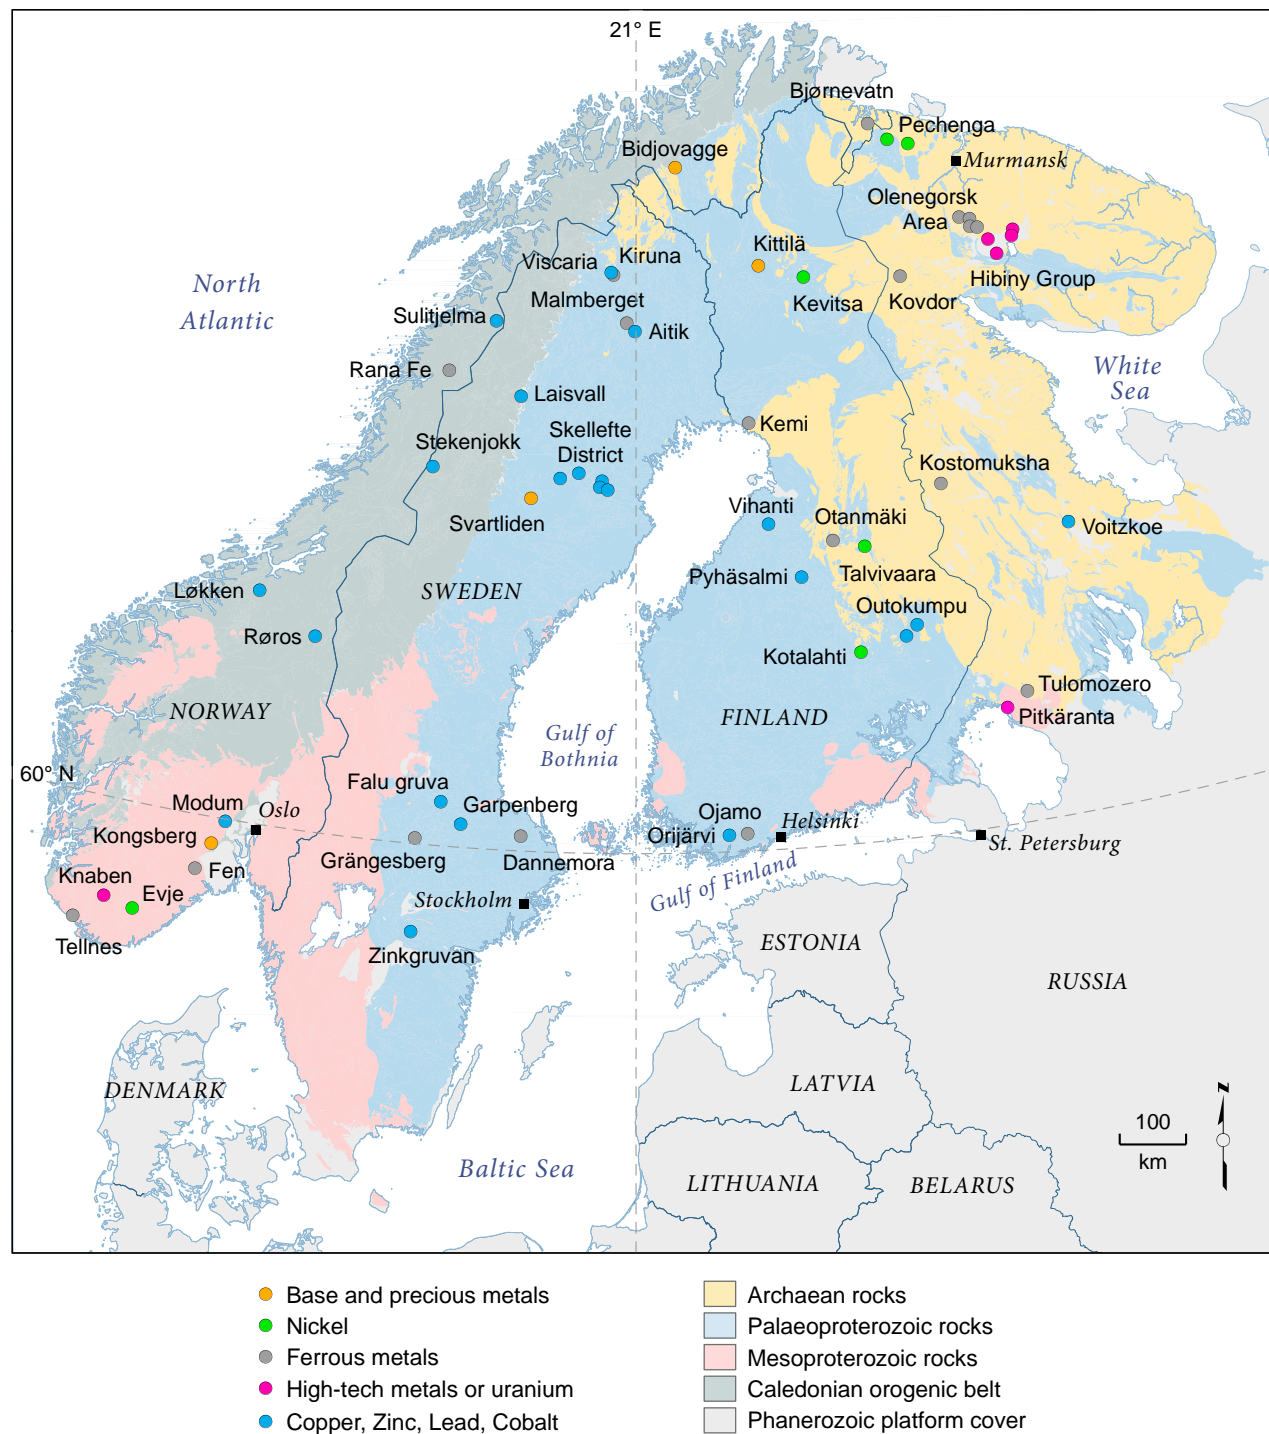 21° E
Bjørnevatn
Pechenga
Bidjovagge
Murmansk
Olenegorsk
Area
Kittilä
Viscaria
Kiruna
North
Atlantic
Malmberget
Kevitsa
Kovdor
Hibiny Group
Sulitjelma
Aitik
Rana Fe
White
Sea
Laisvall
Kemi
Skellefte
District
Stekenjokk
Kostomuksha
Vihanti
Otanmäki
Svartliden
Voitzkoe
Løkken
SWEDEN
Pyhäsalmi
Talvivaara
Outokumpu
Røros
Kotalahti
Tulomozero
NORWAY
FINLAND
Pitkäranta
Gulf of
Bothnia
60° N
Falu gruva
Modum
Oslo
Garpenberg
Ojamo
Helsinki
Kongsberg
Orijärvi
St. Petersburg
Grängesberg
Dannemora
Fen
Knaben
Evje
Gulf of Finland
Stockholm
Tellnes
Zinkgruvan
ESTONIA
RUSSIA
DENMARK
LATVIA
N
100
km
Baltic Sea
LITHUANIA
BELARUS
Base and precious metals
Nickel
Ferrous metals
High-tech metals or uranium
Copper, Zinc, Lead, Cobalt
Archaean rocks
Palaeoproterozoic rocks
Mesoproterozoic rocks
Caledonian orogenic belt
Phanerozoic platform cover